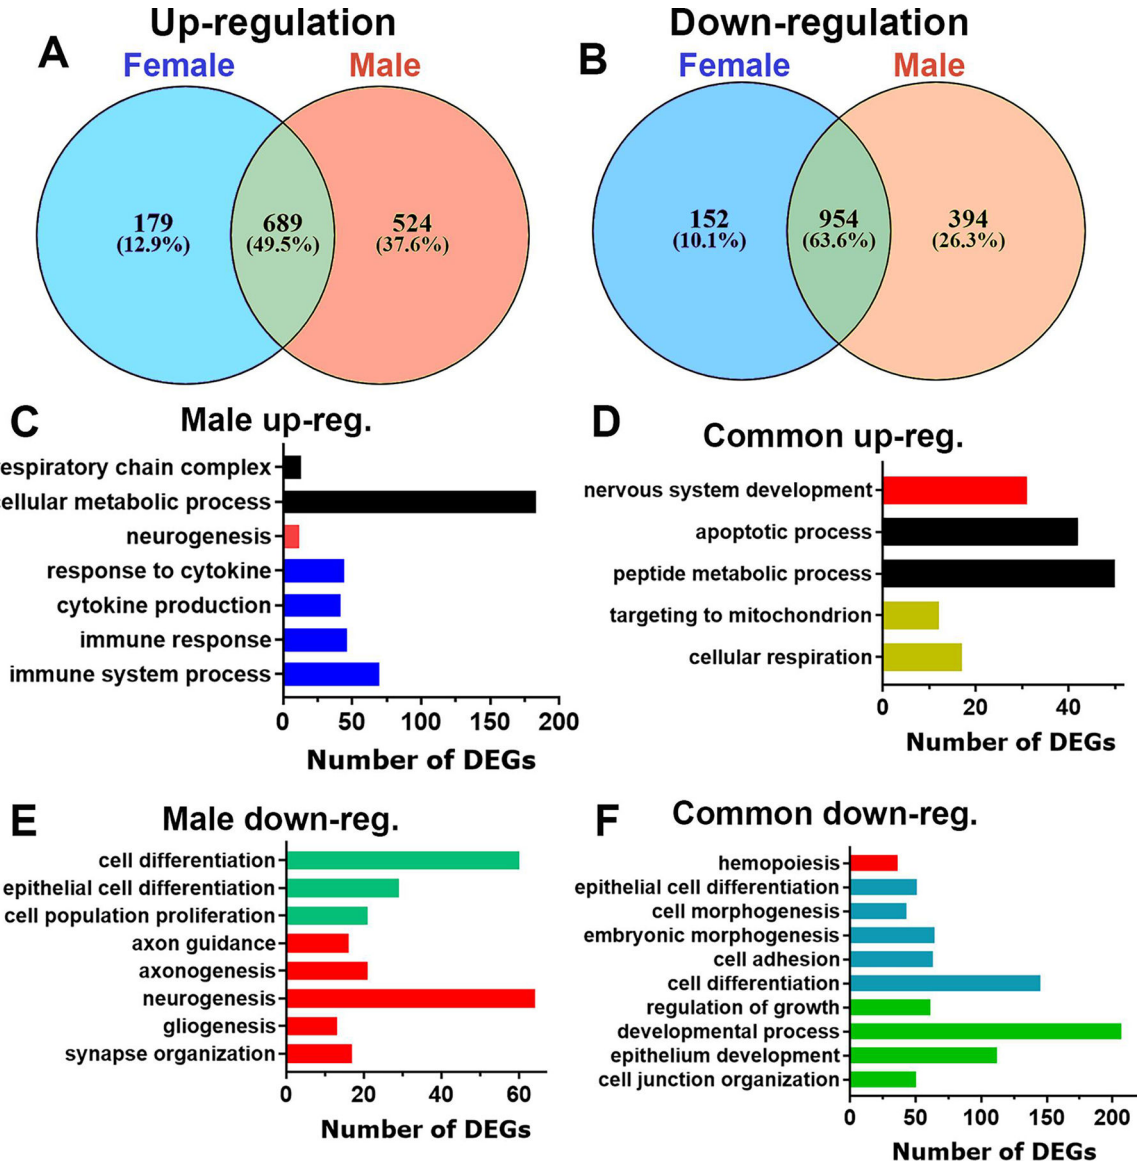 Up-regulation
Down-regulation
A
Female
Male
B
Female
Male
179
(12.9%)
689
(49.5%)
524
(37.6%)
152
(10.1%)
954
(63.6%)
394
(26.3%)
C
Male up-reg.
respiratory chain complex
cellular metabolic process
neurogenesis
response to cytokine
cytokine production
immune response
immune system process
0 50 100 150 200
Number of DEGs
D
Common up-reg.
nervous system development
apoptotic process
peptide metabolic process
targeting to mitochondrion
cellular respiration
0 20 40
Number of DEGs
E
Male down-reg.
cell differentiation
epithelial cell differentiation
cell population proliferation
axon guidance
axonogenesis
neurogenesis
gliogenesis
synapse organization
0 20 40 60
Number of DEGs
F
Common down-reg.
hemopoiesis
epithelial cell differentiation
cell morphogenesis
embryonic morphogenesis
cell adhesion
cell differentiation
regulation of growth
developmental process
epithelium development
cell junction organization
0 50 100 150 200
Number of DEGs